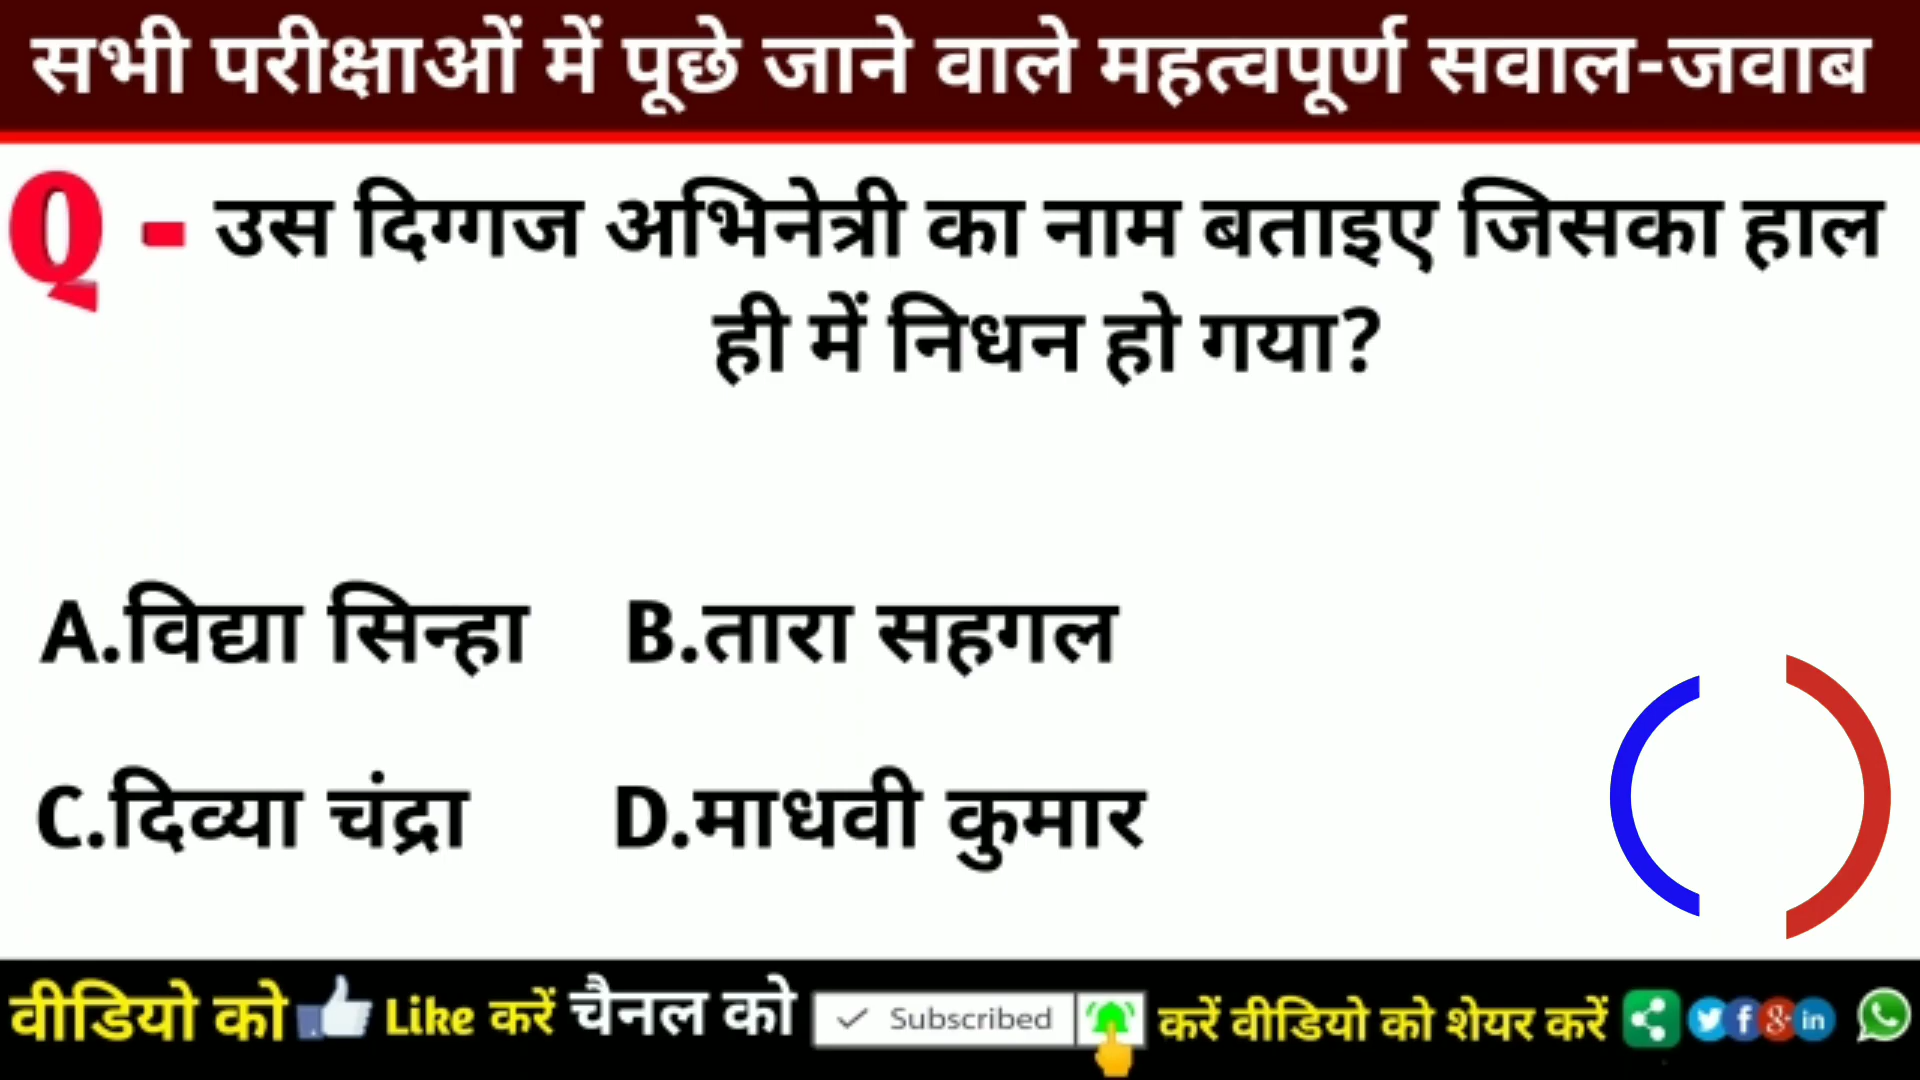 सभी परीक्षाओं में पूछे जाने वाले महत्वपूर्ण सवाल-जवाब
Q - उस दिग्गज अभिनेत्री का नाम बताइए जिसका हाल
ही में निधन हो गया?
A.विद्या सिन्हा B.तारा सहगल
C.दिव्या चंद्रा D.माधवी कुमार
वीडियो को Like करें चैनल को Subscribed करें वीडियो को शेयर करें f g+ in